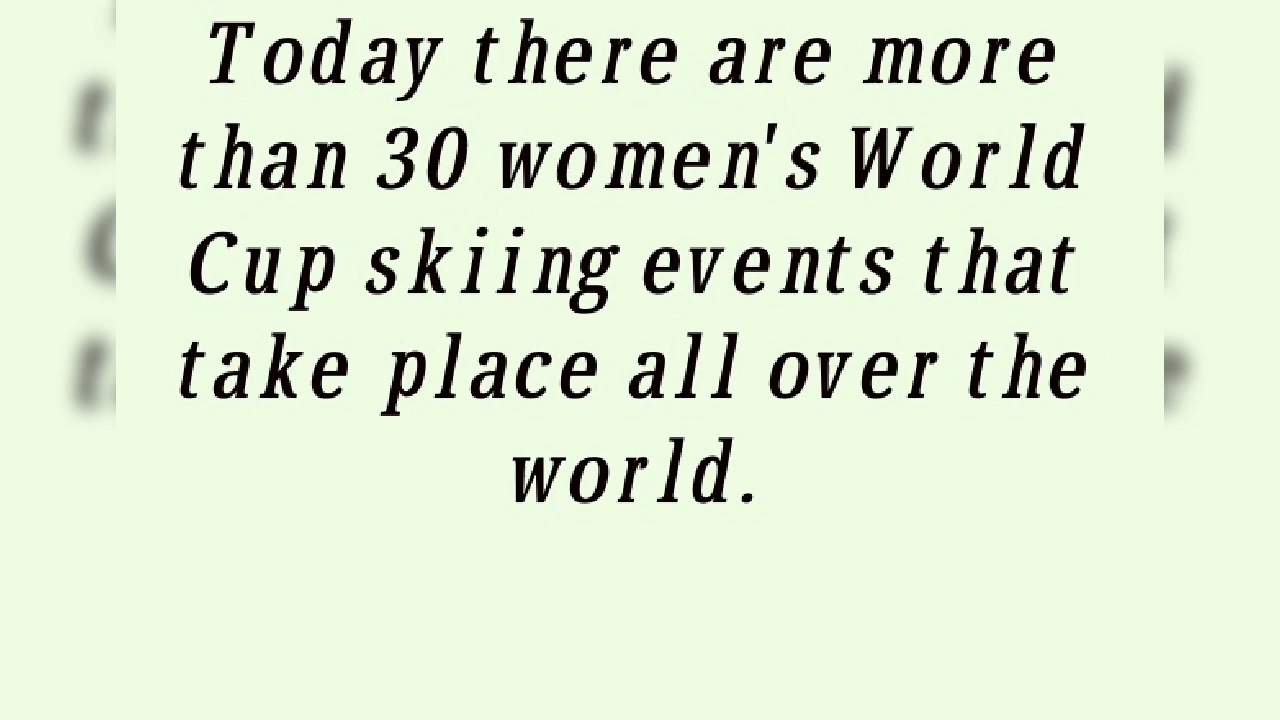 Today there are more
than 30 women's World
Cup skiing events that
take place all over the
world.